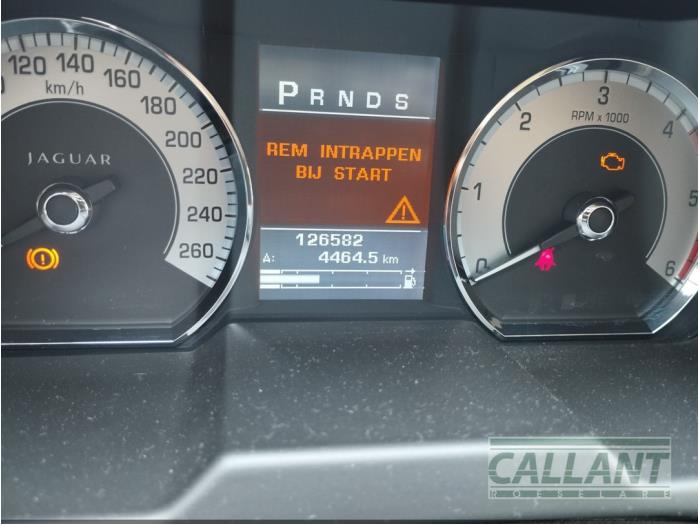 120 140 160 180 200 220 240 260
km/h
JAGUAR
P R N D S
REM INTRAPPEN
BIJ START
126582
A: 4464.5 km
0 1 2 3 4 5 6
RPM x 1000
CALLANT
ROESELARE